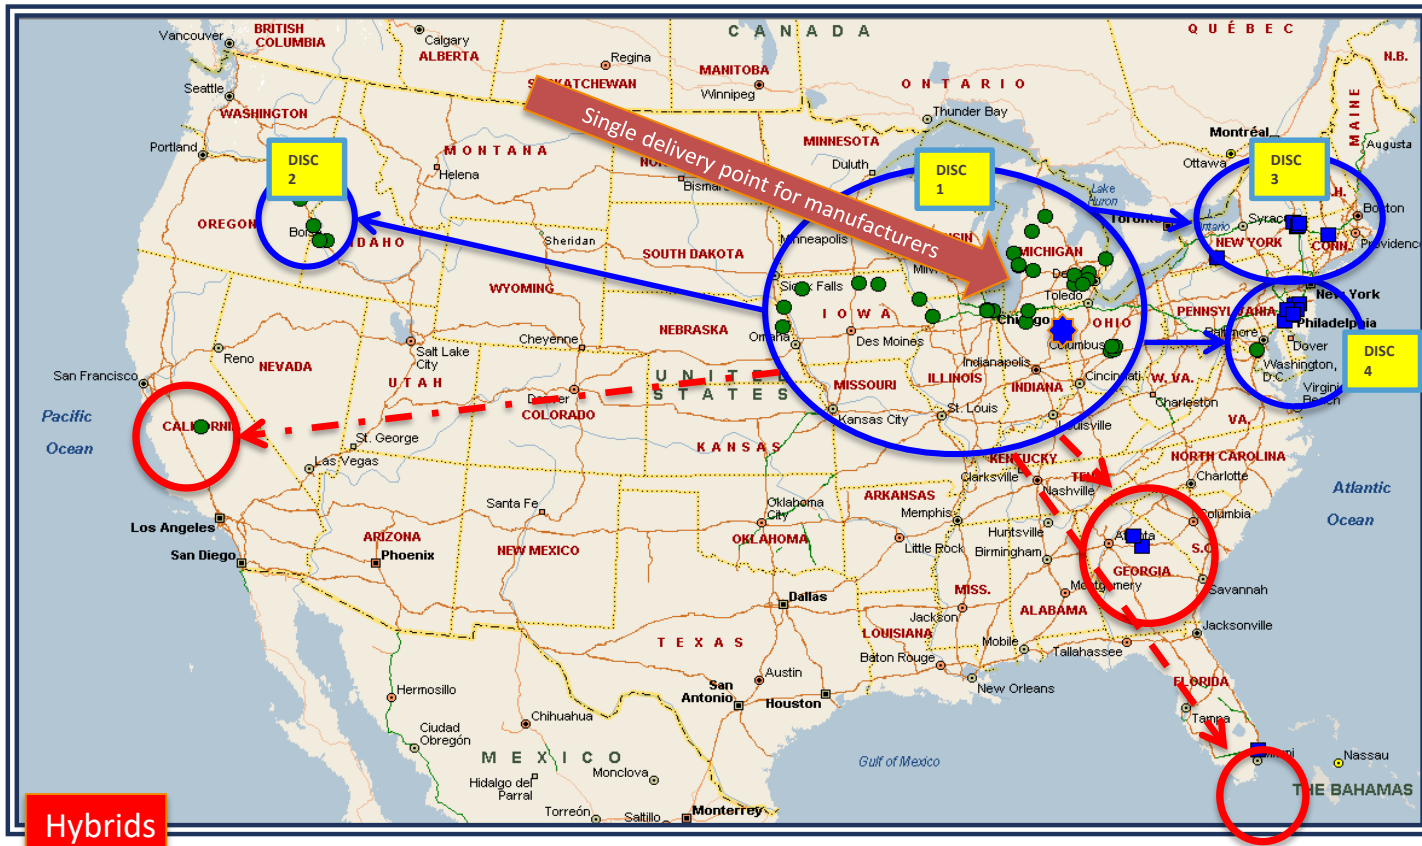 CANADA
QUÉBEC
BRITISH
COLUMBIA
Vancouver
Calgary
ALBERTA
Regina
MANITOBA
Winnipeg
ONTARIO
N.B.
Seattle
WASHINGTON
Thunder Bay
MAINE
Portland
MONTANA
Helena
MINNESOTA
Duluth
Montréal
Ottawa
Augusta
Single delivery point for manufacturers
DISC
2
DISC
1
DISC
3
Bismar
Lake
Huron
OREGON
IDAHO
Sheridan
Minneapolis
MICHIGAN
Toronto
Syrac
Boston
NEW YORK
CONN.
Providence
SOUTH DAKOTA
WYOMING
Toledo
New York
NEBRASKA
IOWA
Chicago
OHIO
PENNSYLVANIA
Philadelphia
Omaha
Des Moines
Columbus
Baltimore
Dover
Reno
Salt Lake
City
Cheyenne
Indianapolis
Washington,
D.C.
DISC
4
San Francisco
NEVADA
UTAH
UNITED
STATES
MISSOURI
ILLINOIS
INDIANA
Cincinnati
W. VA.
Virginia
Beach
Denver
COLORADO
Kansas City
St. Louis
Charleston
VA.
Pacific
Ocean
CALIFORNIA
St. George
KANSAS
Louisville
KENTUCKY
NORTH CAROLINA
Las Vegas
Clarksville
Nashville
Charlotte
Atlantic
Ocean
Santa Fe
Oklahoma
City
ARKANSAS
Memphis
Los Angeles
Huntsville
Columbia
San Diego
ARIZONA
Phoenix
NEW MEXICO
OKLAHOMA
Little Rock
Birmingham
Atlanta
S.C.
GEORGIA
Dallas
MISS.
Montgomery
Savannah
Jackson
ALABAMA
TEXAS
LOUISIANA
Mobile
Jacksonville
Austin
Baton Rouge
Tallahassee
San
Antonio
Houston
New Orleans
FLORIDA
Hermosillo
Chihuahua
Tampa
Ciudad
Obregón
MEXICO
Gulf of Mexico
Nassau
Hidalgo del
Parral
Monclova
THE BAHAMAS
Torreón
Saltillo
Monterrey
Hybrids